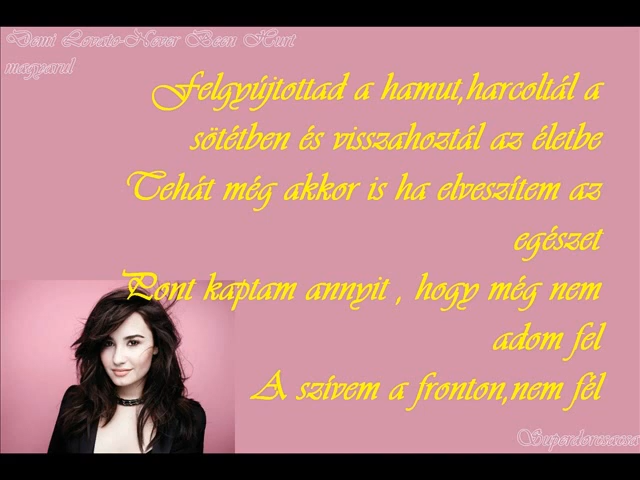 Demi Lovato-Never Been Hurt
magyarul
Felgyújtottad a hamut,harcoltál a
sötétben és visszahoztál az életbe
Tehát még akkor is ha elveszítem az
egészet
Pont kaptam annyit , hogy még nem
adom fel
A szívem a fronton,nem fél